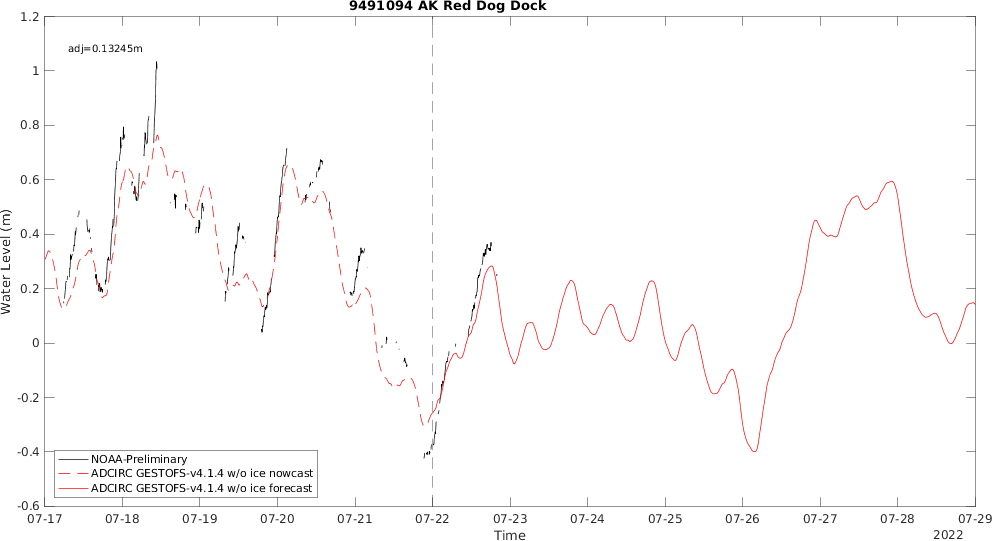 9491094 AK Red Dog Dock
adj=0.13245m
Water Level (m)
1.2
1
0.8
0.6
0.4
0.2
0
-0.2
-0.4
-0.6
NOAA-Preliminary
ADCIRC GESTOFS-v4.1.4 w/o ice nowcast
ADCIRC GESTOFS-v4.1.4 w/o ice forecast
07-17 07-18 07-19 07-20 07-21 07-22 07-23 07-24 07-25 07-26 07-27 07-28 07-29
Time
2022